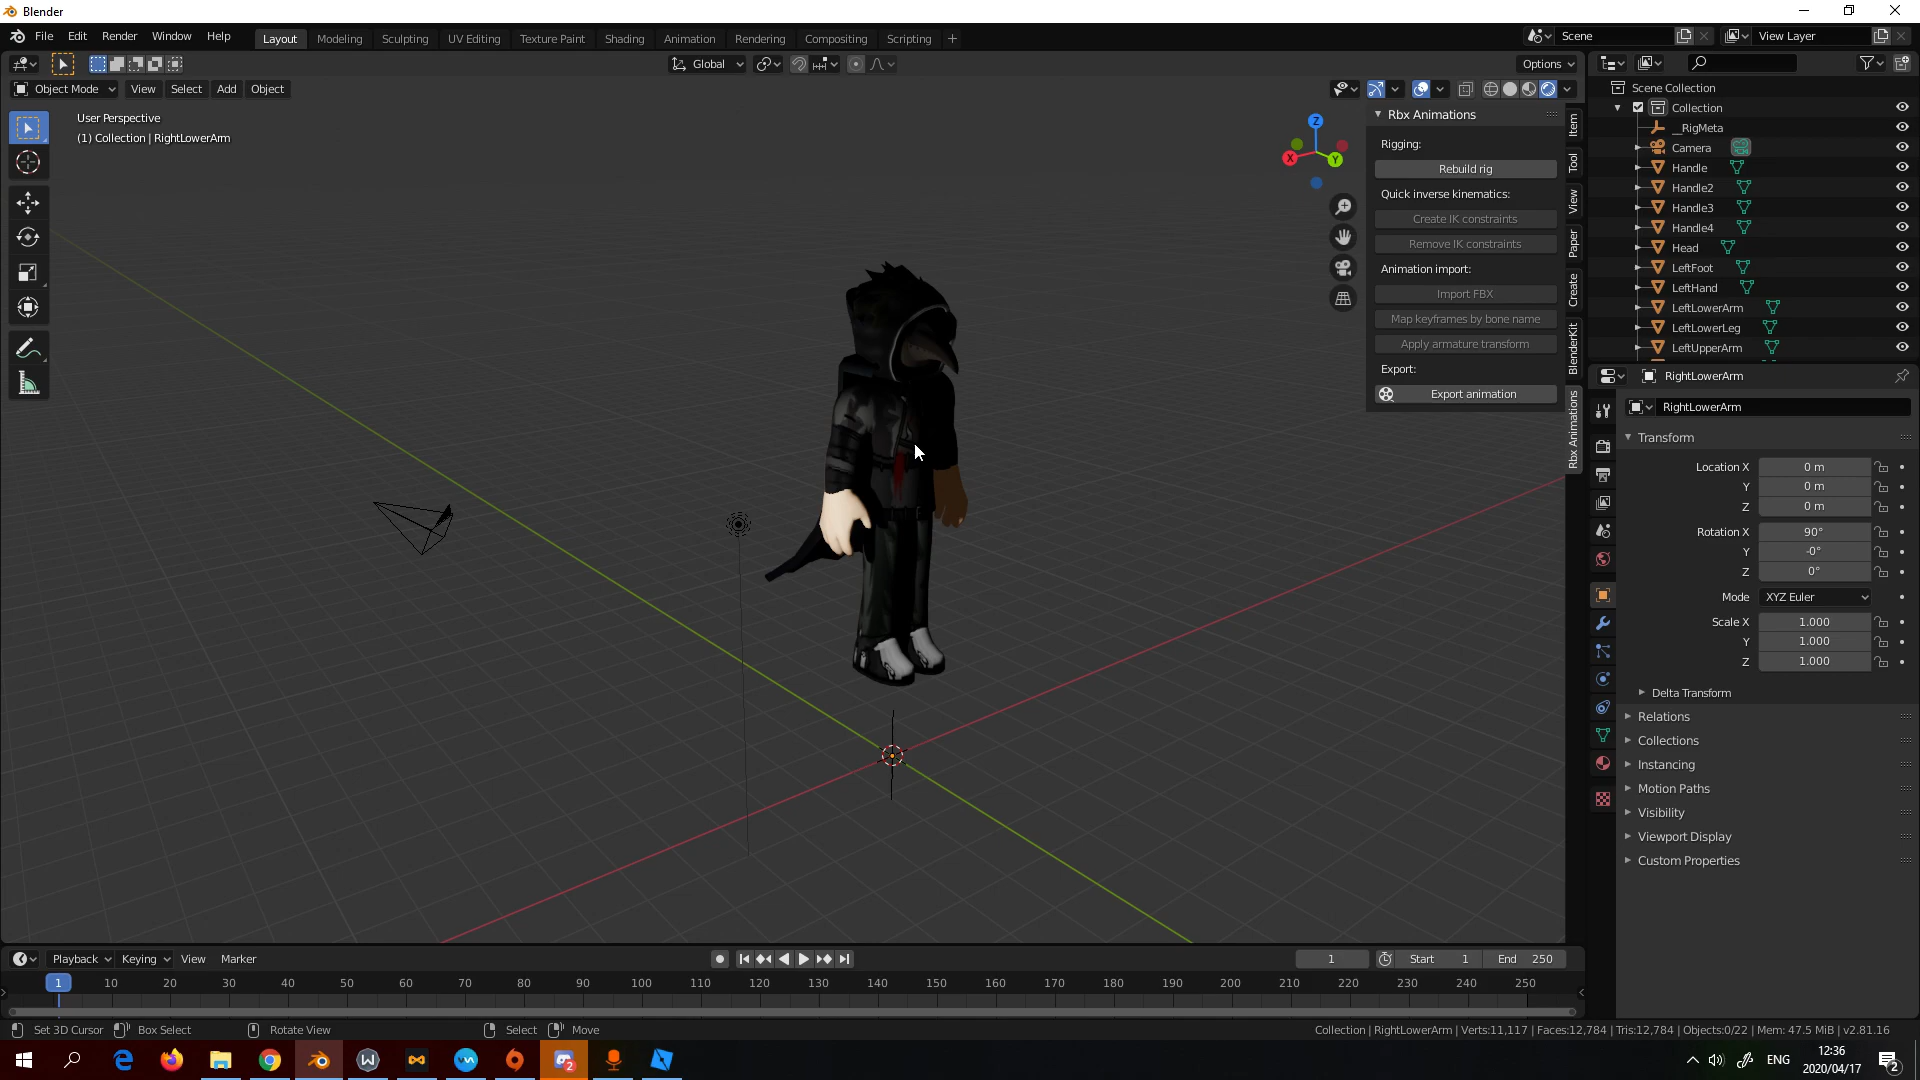 Blender
File Edit Render Window Help
Layout Modeling Sculpting UV Editing Texture Paint Shading Animation Rendering Compositing Scripting +
Scene
View Layer
Global
Options
Object Mode View Select Add Object
User Perspective
(1) Collection | RightLowerArm
Z
X
Y
Rbx Animations
Rigging:
Rebuild rig
Quick inverse kinematics:
Create IK constraints
Remove IK constraints
Animation import:
Import FBX
Map keyframes by bone name
Apply armature transform
Export:
Export animation
Item
Tool
View
Paper
Create
BlenderKit
Rbx Animations
Scene Collection
Collection
__RigMeta
Camera
Handle
Handle2
Handle3
Handle4
Head
LeftFoot
LeftHand
LeftLowerArm
LeftLowerLeg
LeftUpperArm
RightLowerArm
RightLowerArm
Transform
Location X 0 m
Y 0 m
Z 0 m
Rotation X 90°
Y -0°
Z 0°
Mode XYZ Euler
Scale X 1.000
Y 1.000
Z 1.000
Delta Transform
Relations
Collections
Instancing
Motion Paths
Visibility
Viewport Display
Custom Properties
Playback Keying View Marker
1
Start 1
End 250
1 10 20 30 40 50 60 70 80 90 100 110 120 130 140 150 160 170 180 190 200 210 220 230 240 250
Set 3D Cursor Box Select Rotate View Select Move
Collection | RightLowerArm | Verts:11,117 | Faces:12,784 | Tris:12,784 | Objects:0/22 | Mem: 47.5 MiB | v2.81.16
2
ENG
12:36
2020/04/17
2